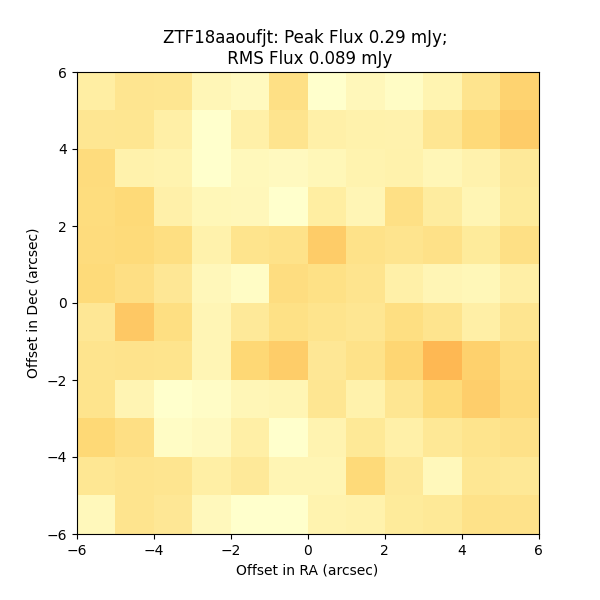 ZTF18aaoufjt: Peak Flux 0.29 mJy;
RMS Flux 0.089 mJy
6
4
2
0
−2
−4
−6
Offset in Dec (arcsec)
−6 −4 −2 0 2 4 6
Offset in RA (arcsec)